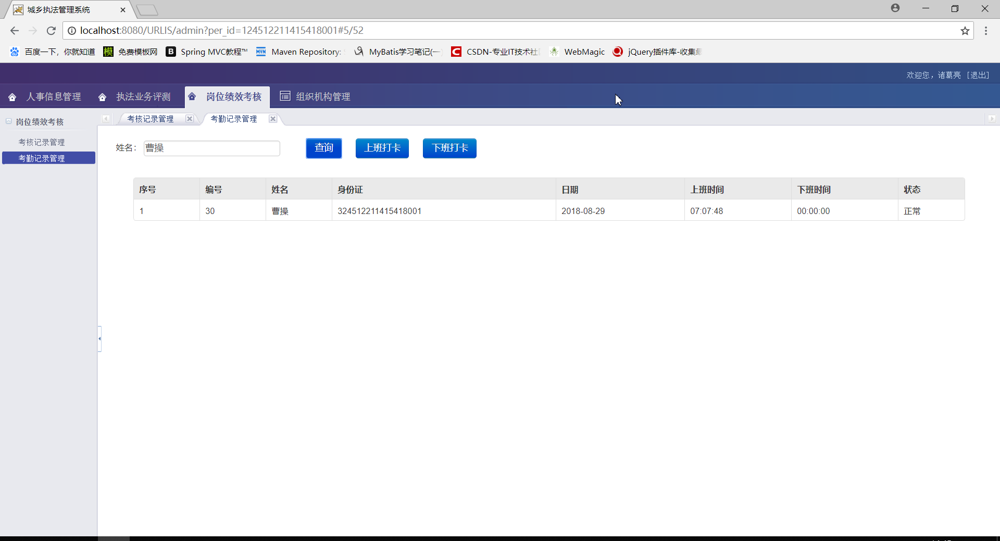 城乡执法管理系统
localhost:8080/URLIS/admin?per_id=124512211415418001#5/52
百度一下，你就知道 模 免费模板网 B Spring MVC教程™ MVN Maven Repository: MyBatis学习笔记(一 C CSDN-专业IT技术社 WebMagic jQuery插件库-收集最
欢迎您，诸葛亮 [退出]
人事信息管理 执法业务评测 岗位绩效考核 组织机构管理
岗位绩效考核
考核记录管理
考勤记录管理
考核记录管理 考勤记录管理
姓名： 曹操 查询 上班打卡 下班打卡
序号 编号 姓名 身份证 日期 上班时间 下班时间 状态
1 30 曹操 324512211415418001 2018-08-29 07:07:48 00:00:00 正常